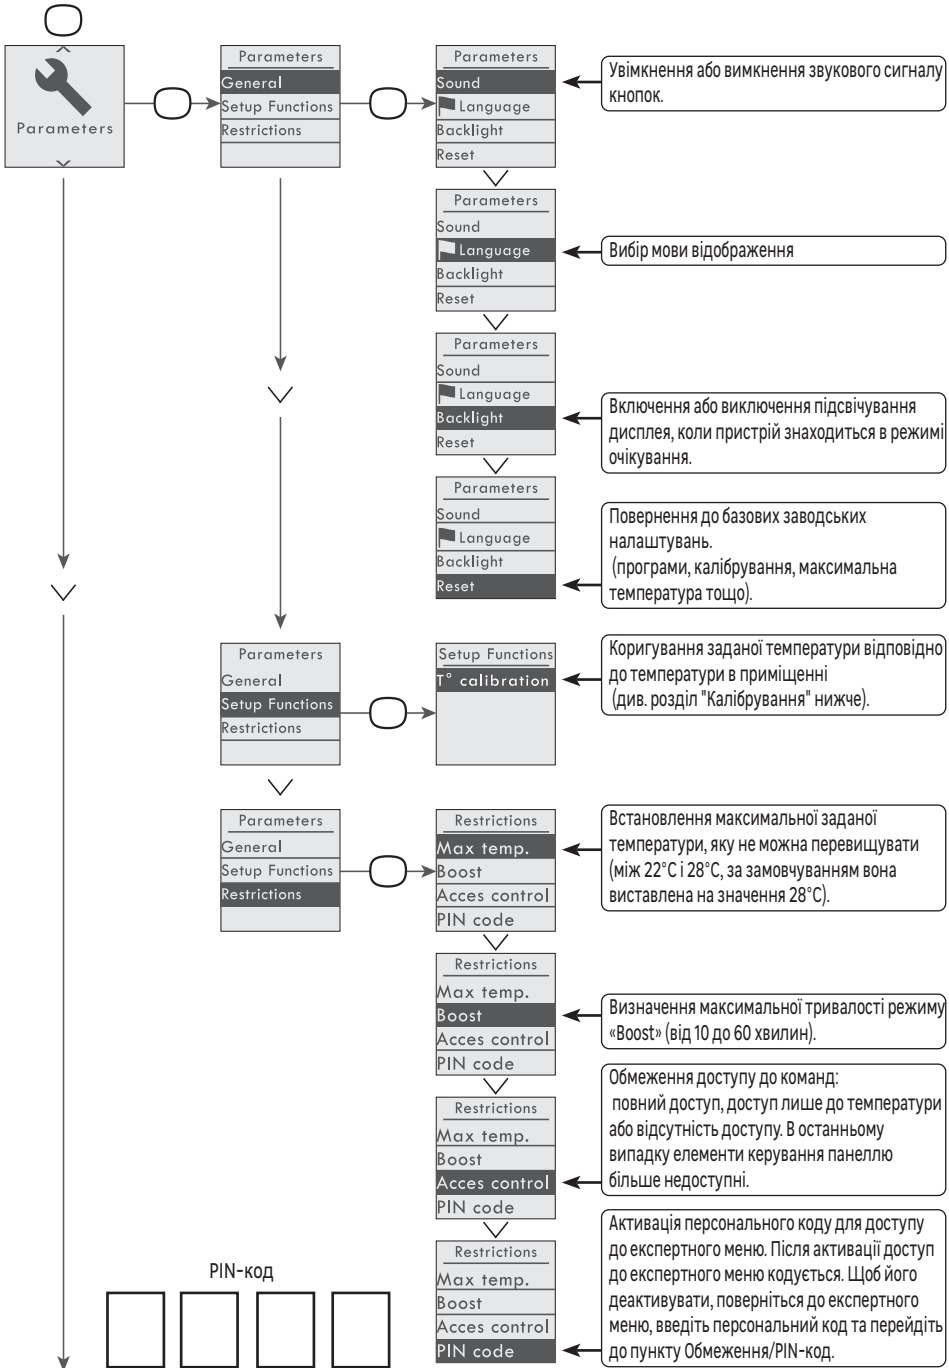 Parameters
Parameters
General
Setup Functions
Restrictions
Parameters
Sound
Language
Backlight
Reset
Увімкнення або вимкнення звукового сигналу
кнопок.
Parameters
Sound
Language
Backlight
Reset
Вибір мови відображення
Parameters
Sound
Language
Backlight
Reset
Включення або виключення підсвічування
дисплея, коли пристрій знаходиться в режимі
очікування.
Parameters
Sound
Language
Backlight
Reset
Повернення до базових заводських
налаштувань.
(програми, калібрування, максимальна
температура тощо).
Parameters
General
Setup Functions
Restrictions
Setup Functions
T° calibration
Коригування заданої температури відповідно
до температури в приміщенні
(див. розділ "Калібрування" нижче).
Parameters
General
Setup Functions
Restrictions
Restrictions
Max temp.
Boost
Acces control
PIN code
Встановлення максимальної заданої
температури, яку не можна перевищувати
(між 22°C і 28°C, за замовчуванням вона
виставлена на значення 28°C).
Restrictions
Max temp.
Boost
Acces control
PIN code
Визначення максимальної тривалості режиму
«Boost» (від 10 до 60 хвилин).
Restrictions
Max temp.
Boost
Acces control
PIN code
Обмеження доступу до команд:
повний доступ, доступ лише до температури
або відсутність доступу. В останньому
випадку елементи керування панеллю
більше недоступні.
Restrictions
Max temp.
Boost
Acces control
PIN code
Активація персонального коду для доступу
до експертного меню. Після активації доступ
до експертного меню кодується. Щоб його
деактивувати, поверніться до експертного
меню, введіть персональний код та перейдіть
до пункту Обмеження/PIN-код.
PIN-код